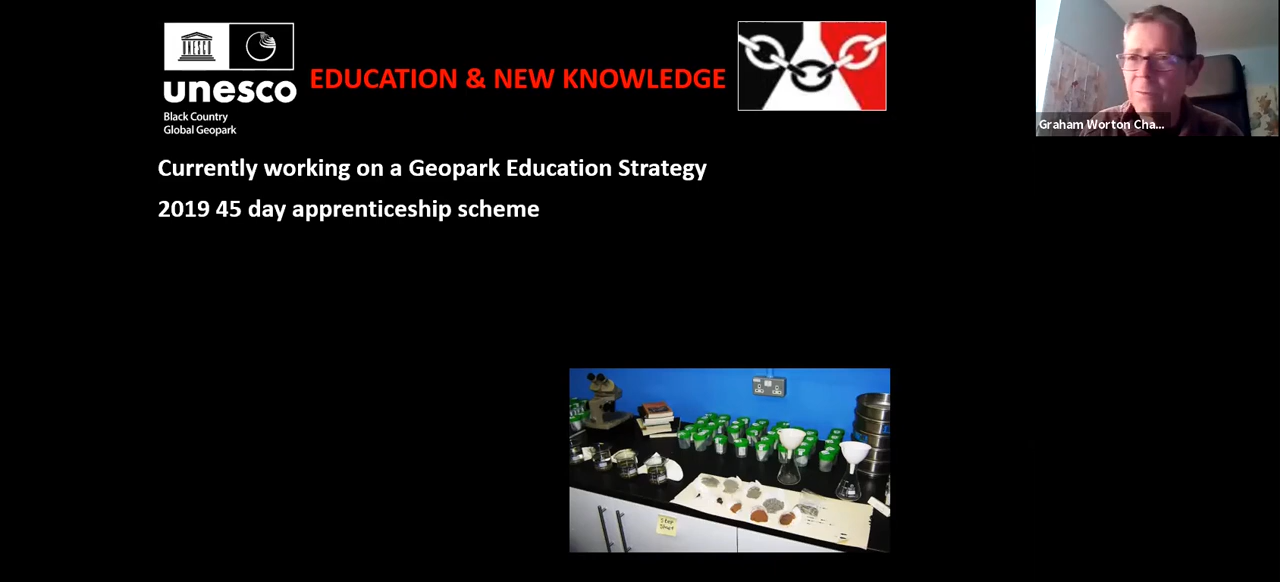 EDUCATION & NEW KNOWLEDGE
unesco
Black Country
Global Geopark
Graham Worton Cha...
Currently working on a Geopark Education Strategy
2019 45 day apprenticeship scheme